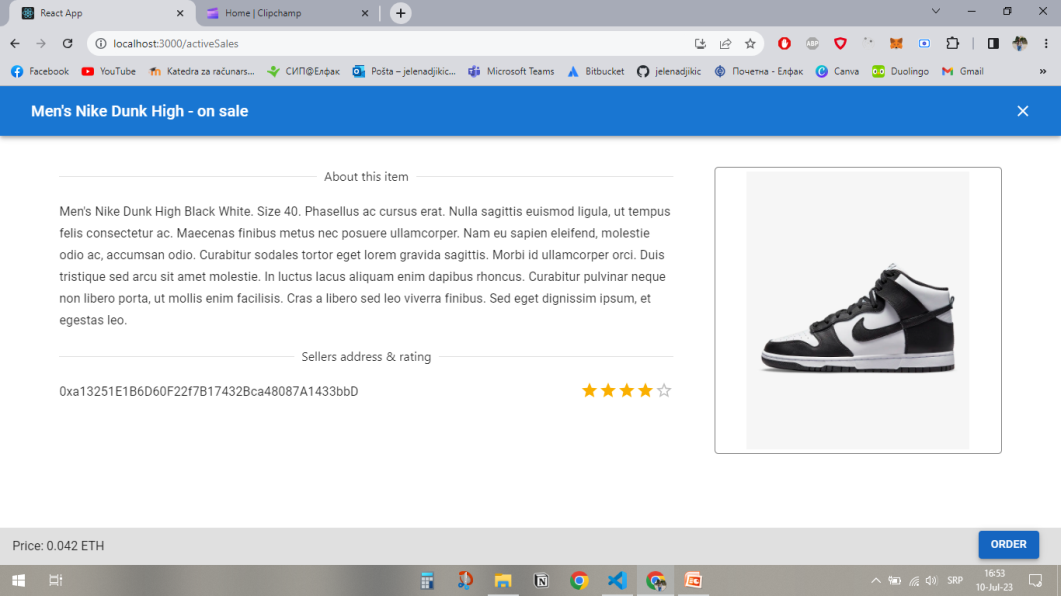 React App
Home | Clipchamp
localhost:3000/activeSales
Facebook
YouTube
Katedra za računars...
СИП@Елфак
Pošta – jelenadjikic...
Microsoft Teams
Bitbucket
jelenadjikic
Почетна - Елфак
Canva
Duolingo
Gmail
»
Men's Nike Dunk High - on sale
About this item
Men's Nike Dunk High Black White. Size 40. Phasellus ac cursus erat. Nulla sagittis euismod ligula, ut tempus
felis consectetur ac. Maecenas finibus metus nec posuere ullamcorper. Nam eu sapien eleifend, molestie
odio ac, accumsan odio. Curabitur sodales tortor eget lorem gravida sagittis. Morbi id ullamcorper orci. Duis
tristique sed arcu sit amet molestie. In luctus lacus aliquam enim dapibus rhoncus. Curabitur pulvinar neque
non libero porta, ut mollis enim facilisis. Cras a libero sed leo viverra finibus. Sed eget dignissim ipsum, et
egestas leo.
Sellers address & rating
0xa13251E1B6D60F22f7B17432Bca48087A1433bbD
Price: 0.042 ETH
ORDER
SRP
16:53
10-Jul-23